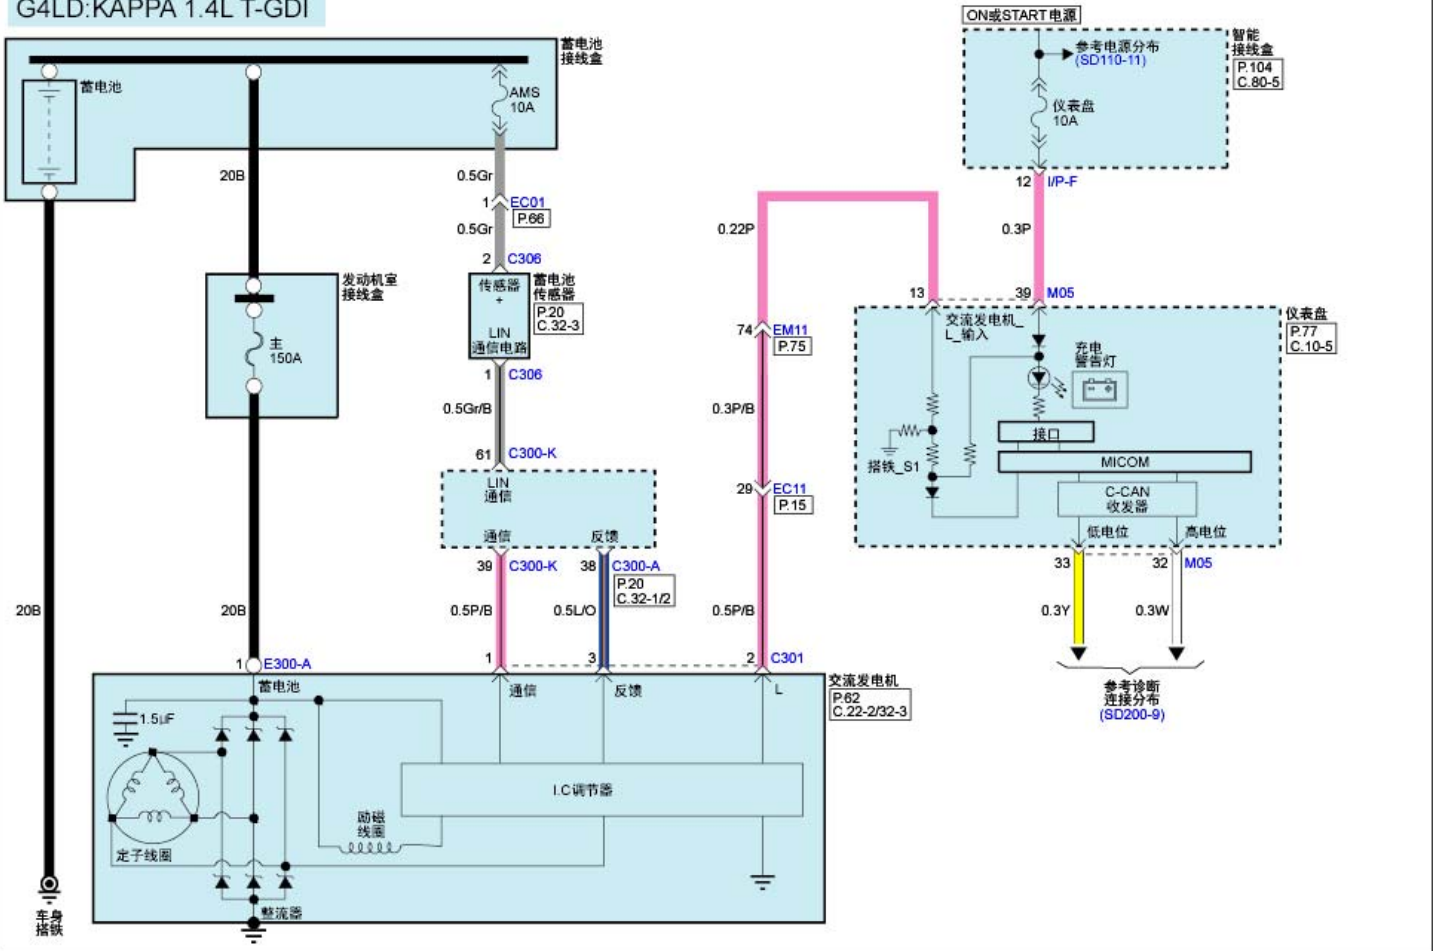 G4LD:KAPPA 1.4L T-GDI
蓄电池
接线盒
蓄电池
AMS
10A
20B
0.5Gr
1
EC01
P.66
0.5Gr
2
C306
传感器
+
LIN
通信电路
蓄电池
传感器
P.20
C.32-3
1
C306
0.5Gr/B
61
C300-K
发动机室
接线盒
主
150A
LIN
通信
通信
反馈
39
C300-K
38
C300-A
P.20
C.32-1/2
20B
20B
0.5P/B
0.5L/O
0.5P/B
1
E300-A
1
3
2
C301
ON或START电源
参考电源分布
(SD110-11)
仪表盘
10A
智能
接线盒
P.104
C.80-5
12
I/P-F
0.22P
0.3P
13
39
M05
74
EM11
P.75
0.3P/B
29
EC11
P.15
交流发电机_
L_输入
充电
警告灯
仪表盘
P.77
C.10-5
搭铁_S1
接口
MICOM
C-CAN
收发器
低电位
高电位
33
32
M05
0.3Y
0.3W
参考诊断
连接分布
(SD200-9)
蓄电池
通信
反馈
L
交流发电机
P.62
C.22-2/32-3
1.5μF
I.C调节器
励磁
线圈
定子线圈
整流器
车身
搭铁